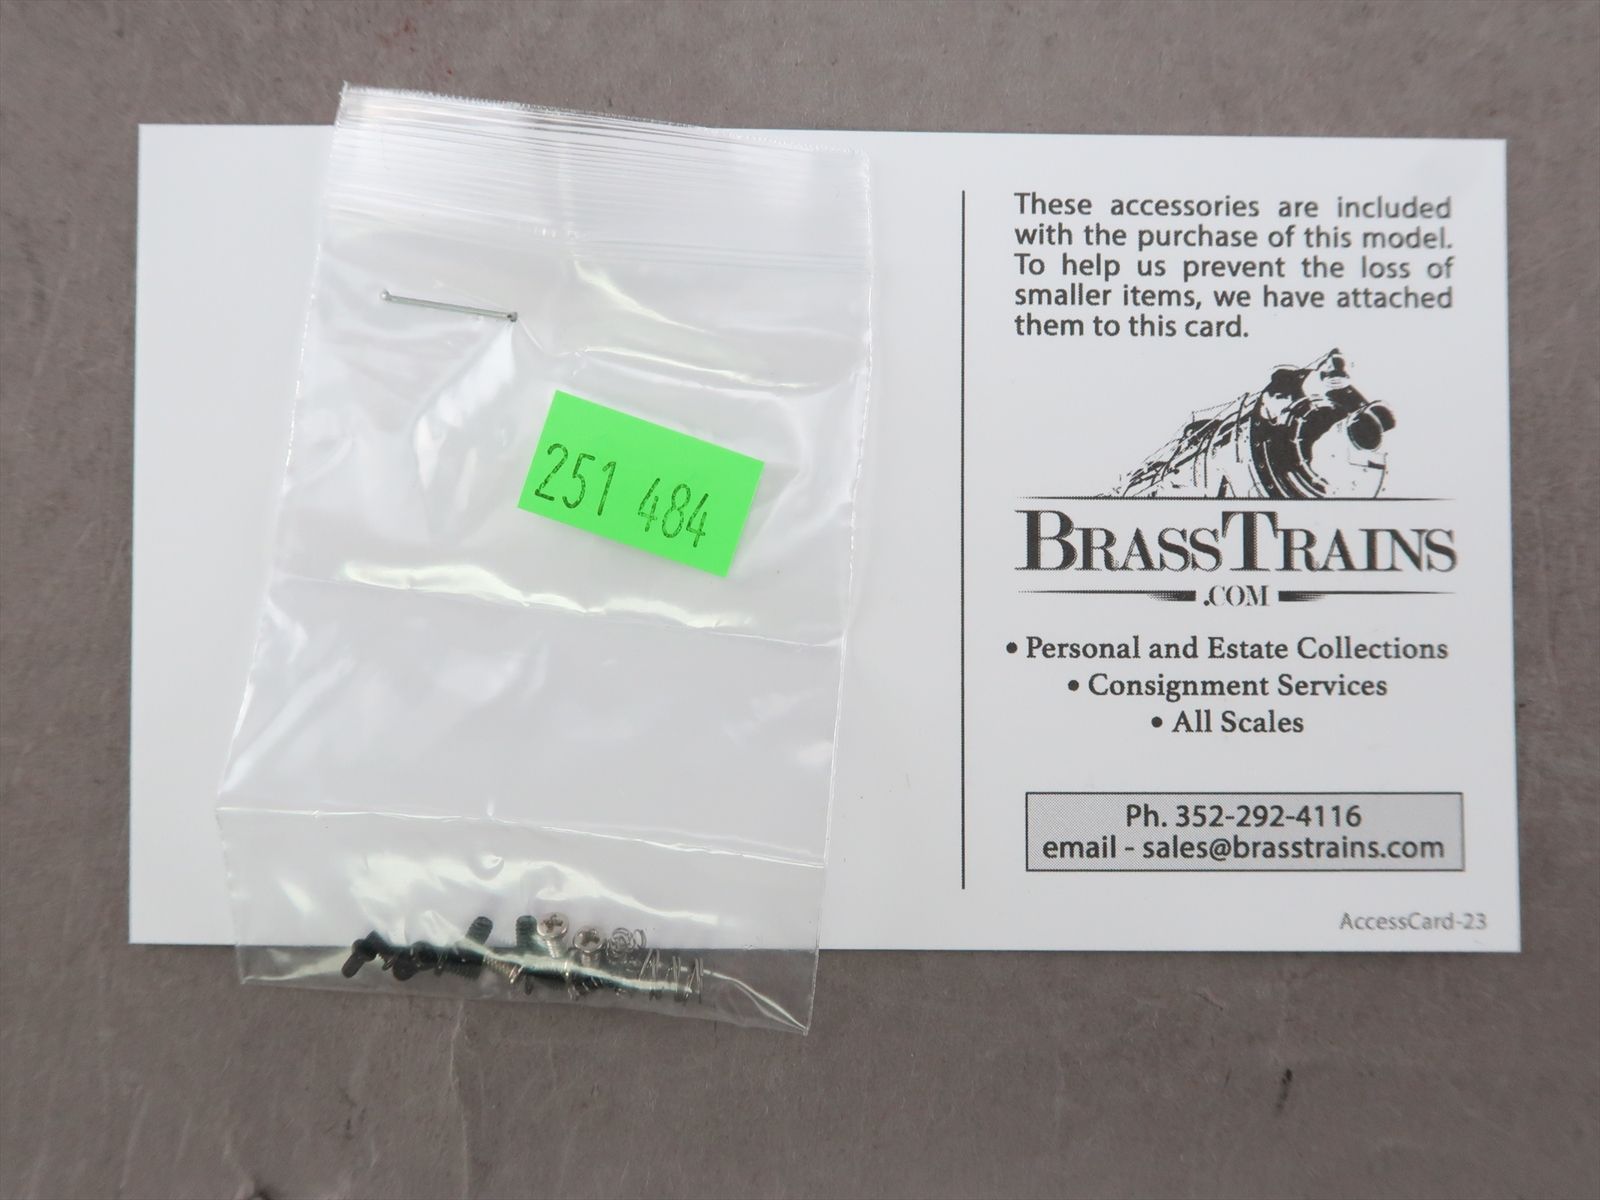 251 484
These accessories are included
with the purchase of this model.
To help us prevent the loss of
smaller items, we have attached
them to this card.
BRASSTRAINS
.COM
• Personal and Estate Collections
• Consignment Services
• All Scales
Ph. 352-292-4116
email - sales@brasstrains.com
AccessCard-23